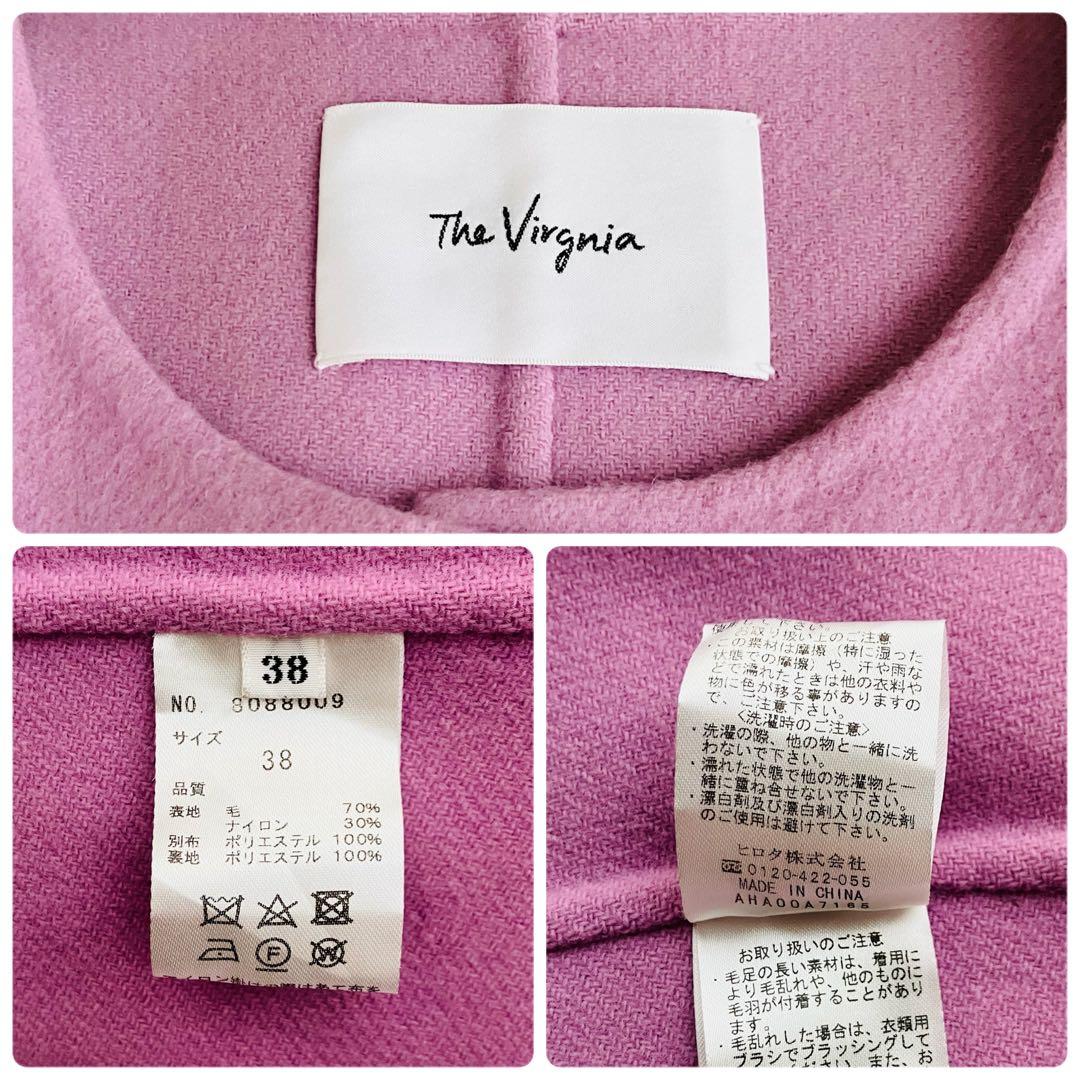 The Virgnia
38
NO. 8088009
サイズ
38
品質
表地 毛 70%
ナイロン 30%
別布 ポリエステル 100%
裏地 ポリエステル 100%
お取り扱い上のご注意
・この素材は摩擦（特に湿った
状態での摩擦）や、汗や雨な
どで濡れたときは他の衣料や
物に色が移る事がありますの
で、ご注意下さい。
〈洗濯時のご注意〉
・洗濯の際、他の物と一緒に洗
わないで下さい。
・濡れた状態で他の洗濯物と一
緒に重ね合せないで下さい。
・漂白剤及び漂白剤入りの洗剤
のご使用は避けて下さい。
ヒロタ株式会社
0120-422-055
MADE IN CHINA
AHA00A7165
お取り扱いのご注意
・毛足の長い素材は、着用に
より毛乱れや、他のものに
毛羽が付着することがあり
ます。
・毛乱れした場合は、衣類用
ブラシでブラッシングして
ください。また、お